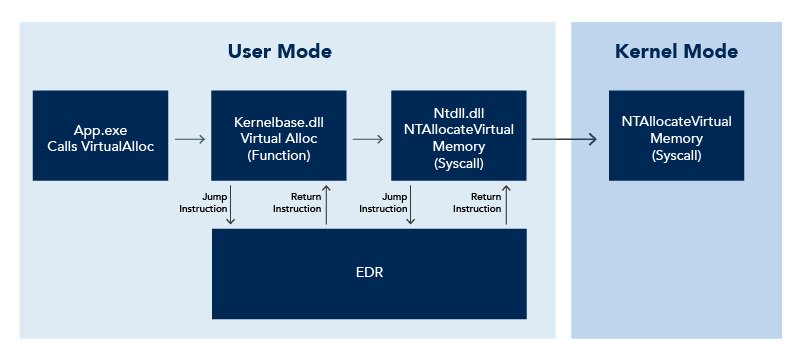 User Mode
Kernel Mode
App.exe
Calls VirtualAlloc
Kernelbase.dll
Virtual Alloc
(Function)
Ntdll.dll
NTAllocateVirtual
Memory
(Syscall)
NTAllocateVirtual
Memory
(Syscall)
Jump
Instruction
Return
Instruction
Jump
Instruction
Return
Instruction
EDR